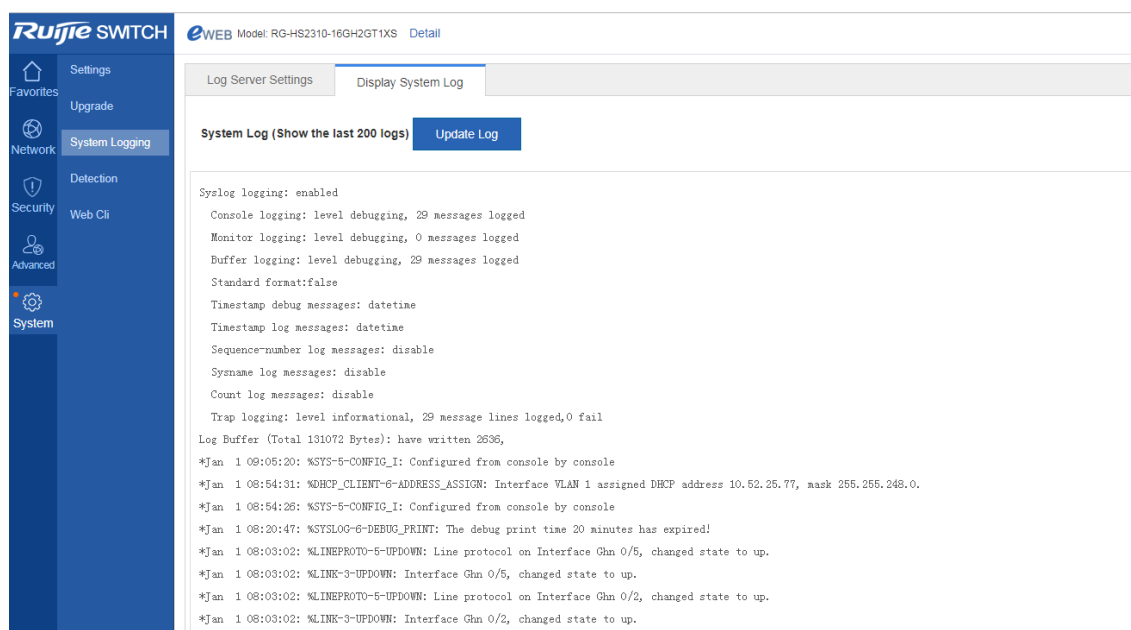 Ruijie SWITCH
eWEB Model: RG-HS2310-16GH2GT1XS Detail
Favorites
Network
Security
Advanced
System
Settings
Upgrade
System Logging
Detection
Web Cli
Log Server Settings
Display System Log
System Log (Show the last 200 logs)
Update Log
Syslog logging: enabled
Console logging: level debugging, 29 messages logged
Monitor logging: level debugging, 0 messages logged
Buffer logging: level debugging, 29 messages logged
Standard format:false
Timestamp debug messages: datetime
Timestamp log messages: datetime
Sequence-number log messages: disable
Sysname log messages: disable
Count log messages: disable
Trap logging: level informational, 29 message lines logged,0 fail
Log Buffer (Total 131072 Bytes): have written 2636,
*Jan 1 09:05:20: %SYS-5-CONFIG_I: Configured from console by console
*Jan 1 08:54:31: %DHCP_CLIENT-6-ADDRESS_ASSIGN: Interface VLAN 1 assigned DHCP address 10.52.25.77, mask 255.255.248.0.
*Jan 1 08:54:26: %SYS-5-CONFIG_I: Configured from console by console
*Jan 1 08:20:47: %SYSLOG-6-DEBUG_PRINT: The debug print time 20 minutes has expired!
*Jan 1 08:03:02: %LINEPROTO-5-UPDOWN: Line protocol on Interface Ghn 0/5, changed state to up.
*Jan 1 08:03:02: %LINK-3-UPDOWN: Interface Ghn 0/5, changed state to up.
*Jan 1 08:03:02: %LINEPROTO-5-UPDOWN: Line protocol on Interface Ghn 0/2, changed state to up.
*Jan 1 08:03:02: %LINK-3-UPDOWN: Interface Ghn 0/2, changed state to up.